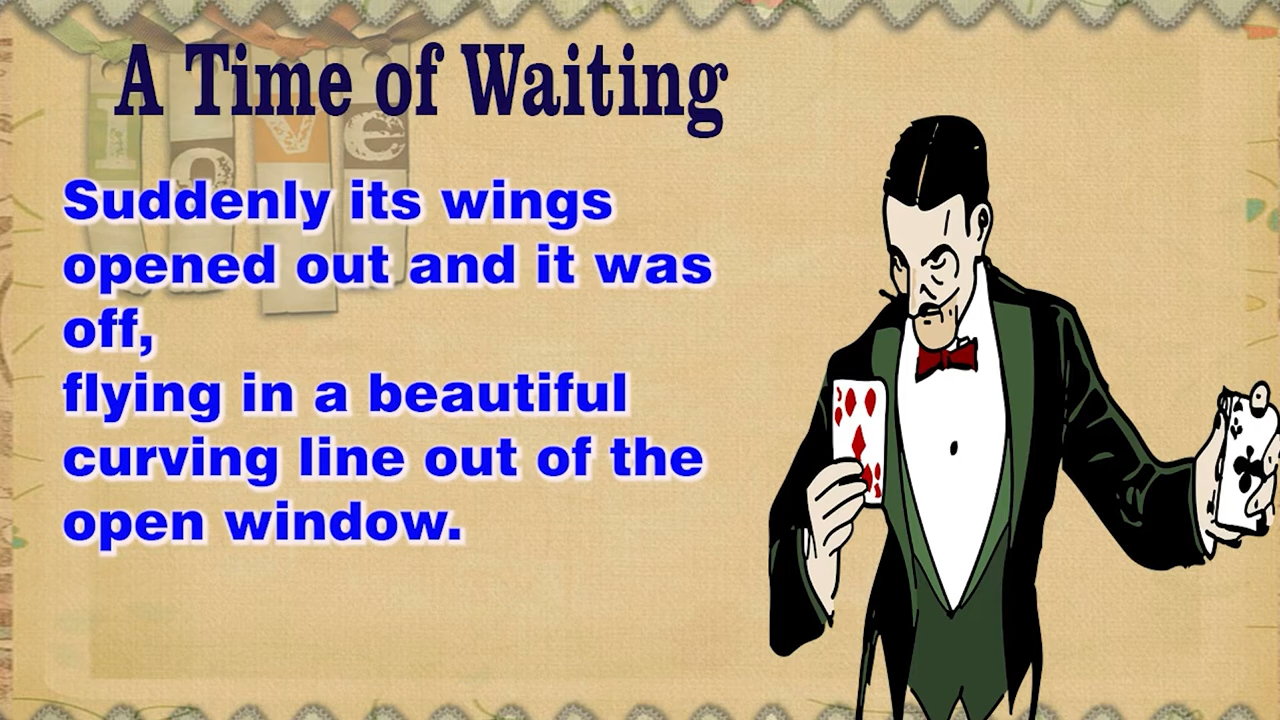 A Time of Waiting
love
Suddenly its wings
opened out and it was
off,
flying in a beautiful
curving line out of the
open window.